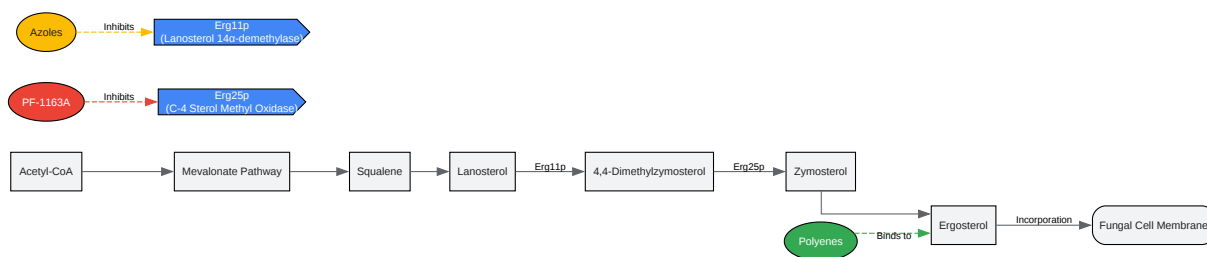 Azoles
Inhibits
Erg11p
(Lanosterol 14α-demethylase)
PF-1163A
Inhibits
Erg25p
(C-4 Sterol Methyl Oxidase)
Acetyl-CoA
Mevalonate Pathway
Squalene
Lanosterol
Erg11p
4,4-Dimethylzymosterol
Erg25p
Zymosterol
Polyenes
Binds to
Ergosterol
Incorporation
Fungal Cell Membrane